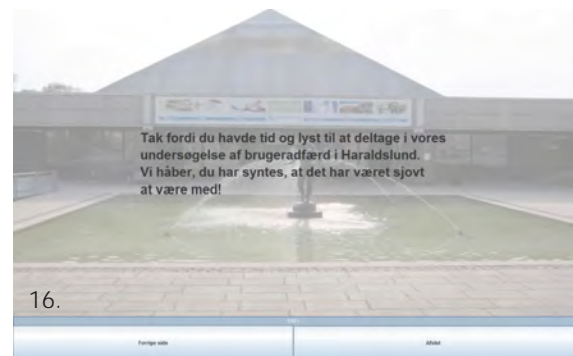 Tak fordi du havde tid og lyst til at deltage i vores
undersøgelse af brugeradfærd i Haraldslund.
Vi håber, du har syntes, at det har været sjovt
at være med!
16.
Forrige side
Afslut